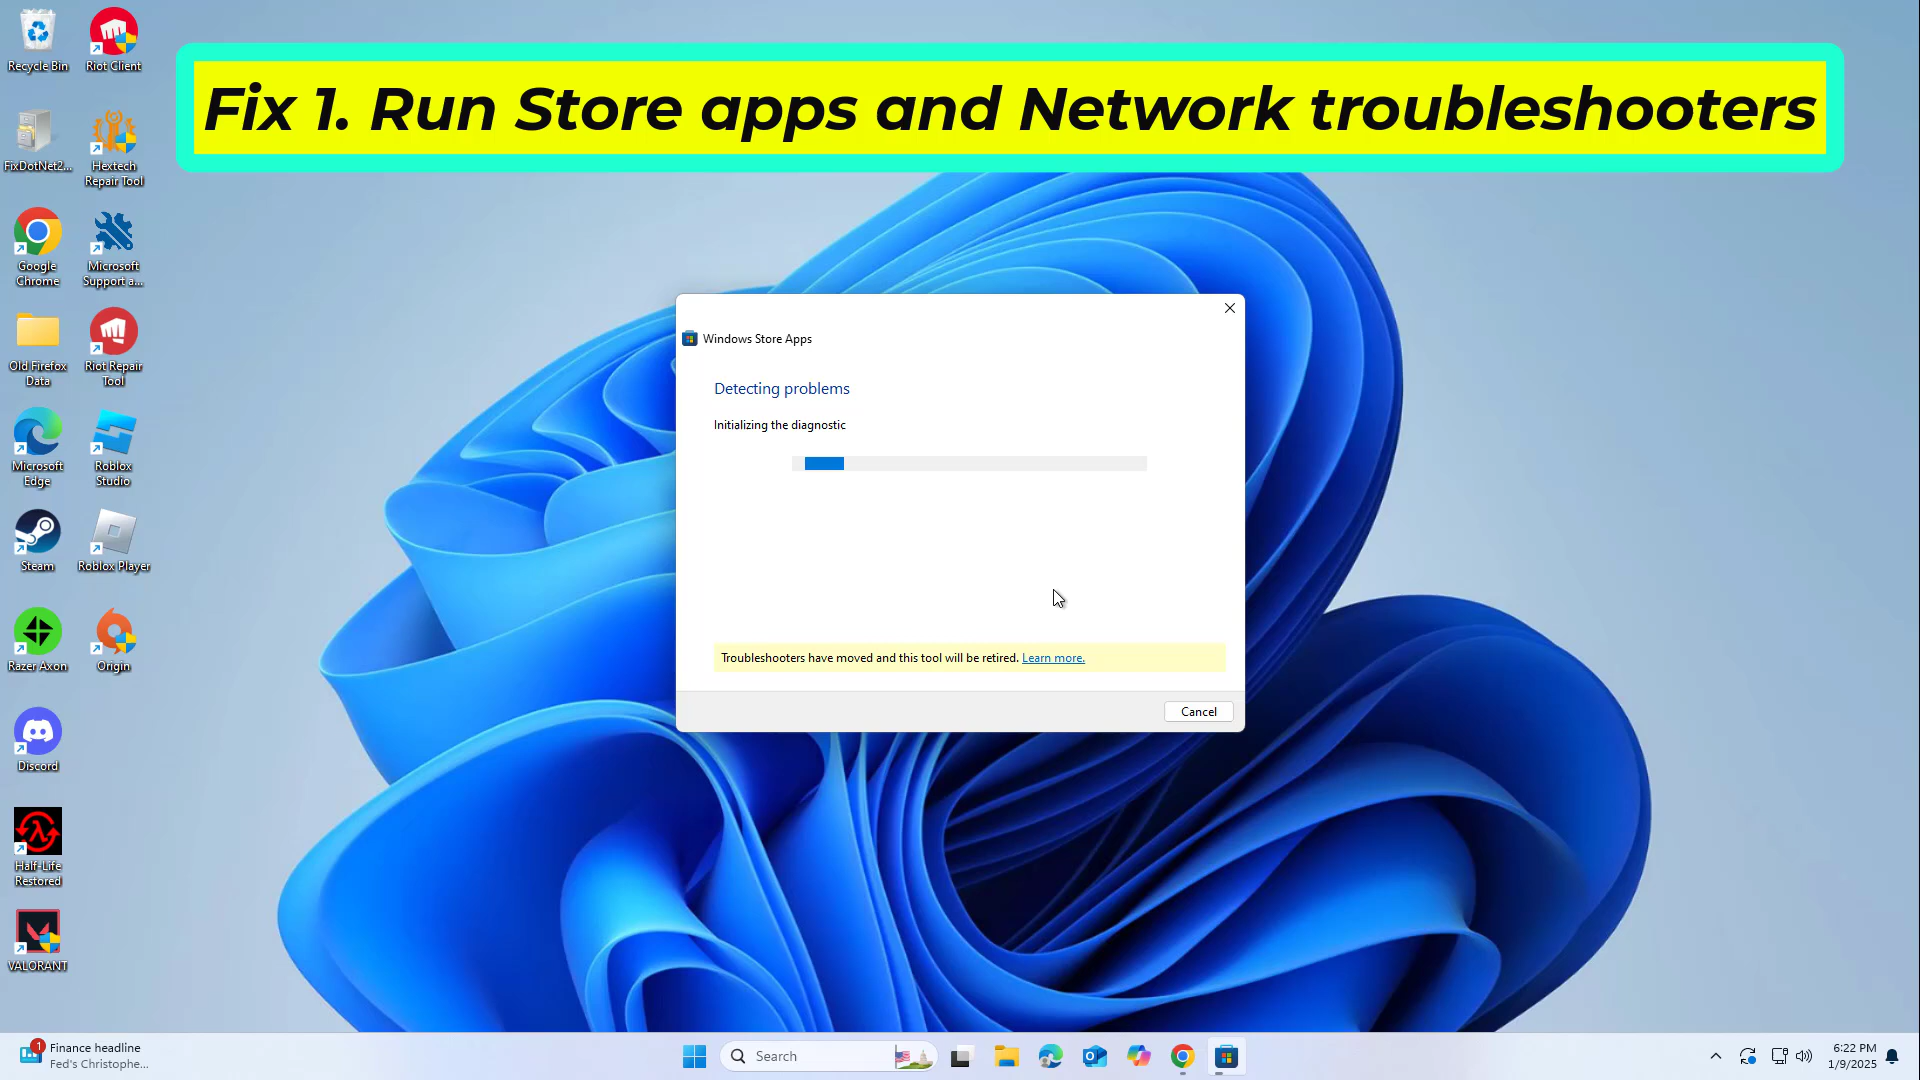 Fix 1. Run Store apps and Network troubleshooters
Recycle Bin
Riot Client
FixDotNet2...
Hextech
Repair Tool
Google
Chrome
Microsoft
Support a...
Old Firefox
Data
Riot Repair
Tool
Microsoft
Edge
Roblox
Studio
Steam
Roblox Player
Razer Axon
Origin
Discord
Half-Life
Restored
VALORANT
Windows Store Apps
Detecting problems
Initializing the diagnostic
Troubleshooters have moved and this tool will be retired. Learn more.
Cancel
1
Finance headline
Fed's Christophe...
Search
6:22 PM
1/9/2025